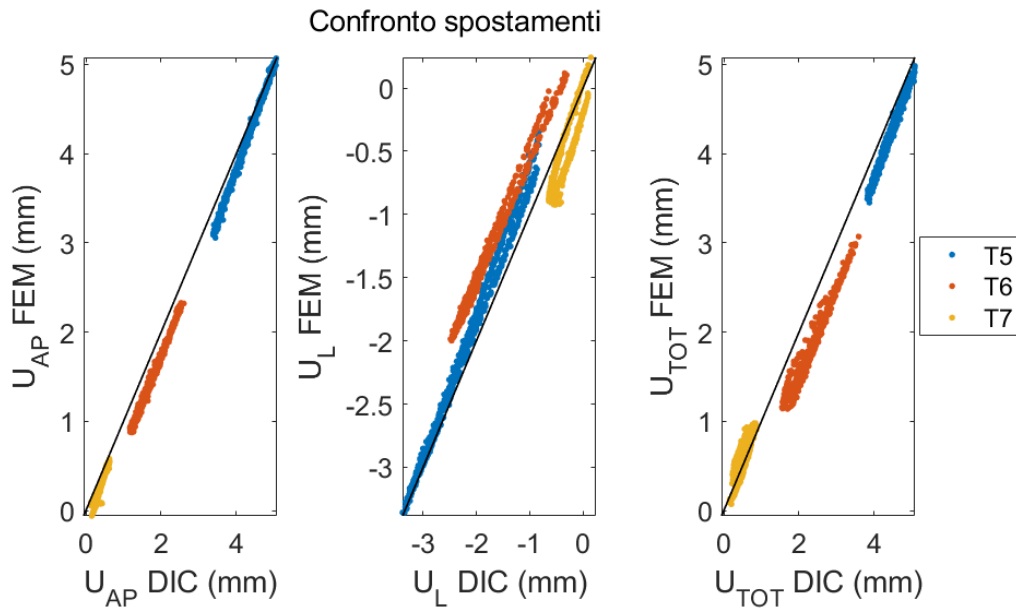 Confronto spostamenti
U_AP FEM (mm)
5
4
3
2
1
0
0 2 4
U_AP DIC (mm)
U_L FEM (mm)
0
-0.5
-1
-1.5
-2
-2.5
-3
-3 -2 -1 0
U_L DIC (mm)
U_TOT FEM (mm)
5
4
3
2
1
0
0 2 4
U_TOT DIC (mm)
T5
T6
T7